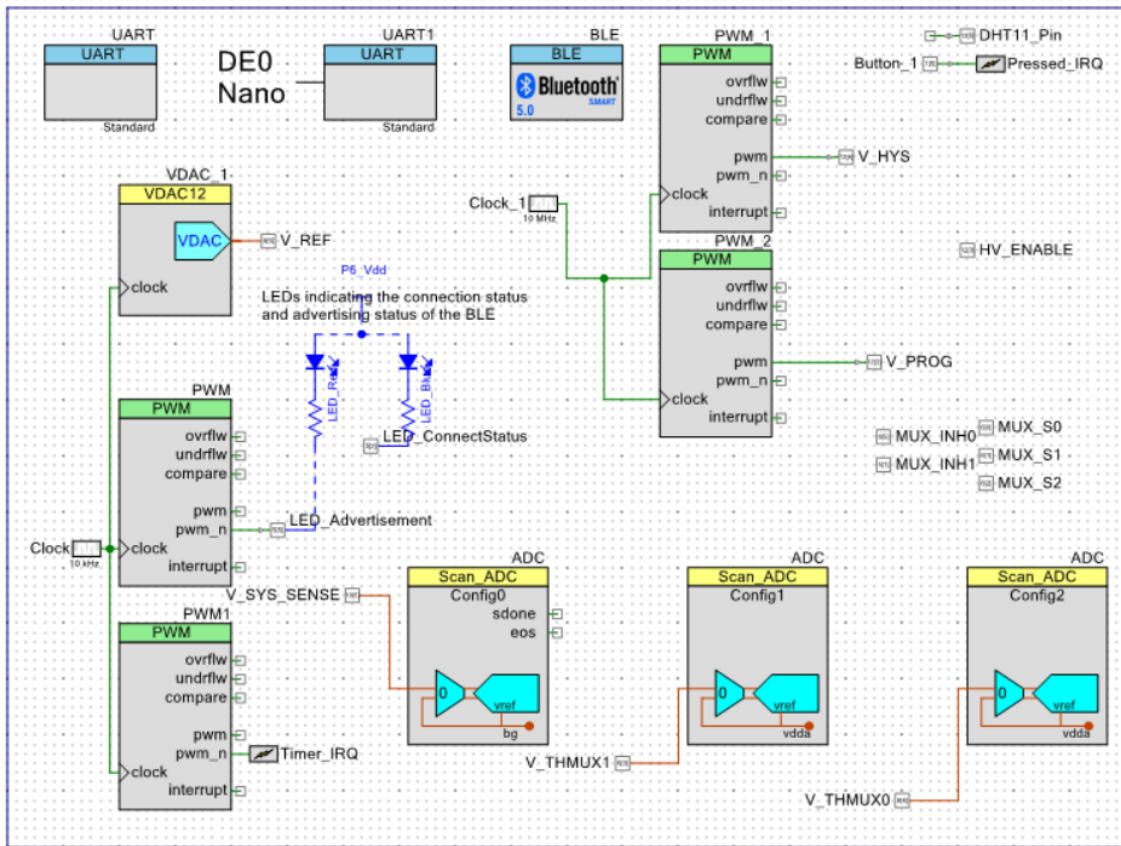 UART
UART
Standard
DE0
Nano
UART1
UART
Standard
BLE
BLE
Bluetooth
SMART
5.0
PWM_1
PWM
ovrflw
undrflw
compare
pwm
pwm_n
clock
interrupt
V_HYS
DHT11_Pin
Button_1
Pressed_IRQ
VDAC_1
VDAC12
VDAC
V_REF
clock
Clock_1
10 MHz
PWM_2
PWM
ovrflw
undrflw
compare
pwm
pwm_n
clock
interrupt
V_PROG
HV_ENABLE
P6_Vdd
LEDs indicating the connection status
and advertising status of the BLE
LED_ConnectStatus
LED_Advertisement
PWM
PWM
ovrflw
undrflw
compare
pwm
pwm_n
clock
interrupt
Clock
10 kHz
MUX_INH0
MUX_INH1
MUX_S0
MUX_S1
MUX_S2
PWM1
PWM
ovrflw
undrflw
compare
pwm
pwm_n
clock
interrupt
Timer_IRQ
V_SYS_SENSE
ADC
Scan_ADC
Config0
sdone
eos
0
vref
bg
V_THMUX1
ADC
Scan_ADC
Config1
0
vref
vdda
V_THMUX0
ADC
Scan_ADC
Config2
0
vref
vdda